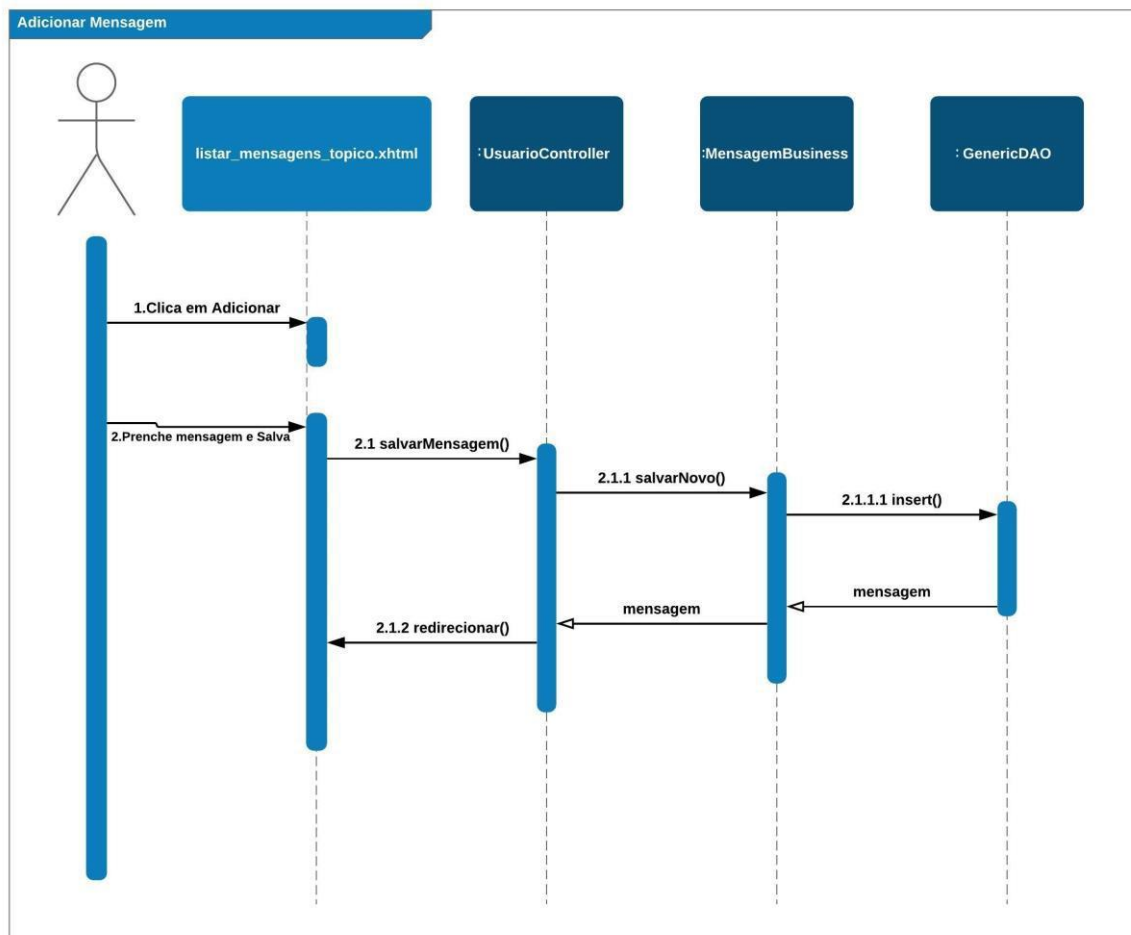 Adicionar Mensagem
listar_mensagens_topico.xhtml
:UsuarioController
:MensagemBusiness
: GenericDAO
1.Clica em Adicionar
2.Prenche mensagem e Salva
2.1 salvarMensagem()
2.1.1 salvarNovo()
2.1.1.1 insert()
mensagem
mensagem
2.1.2 redirecionar()